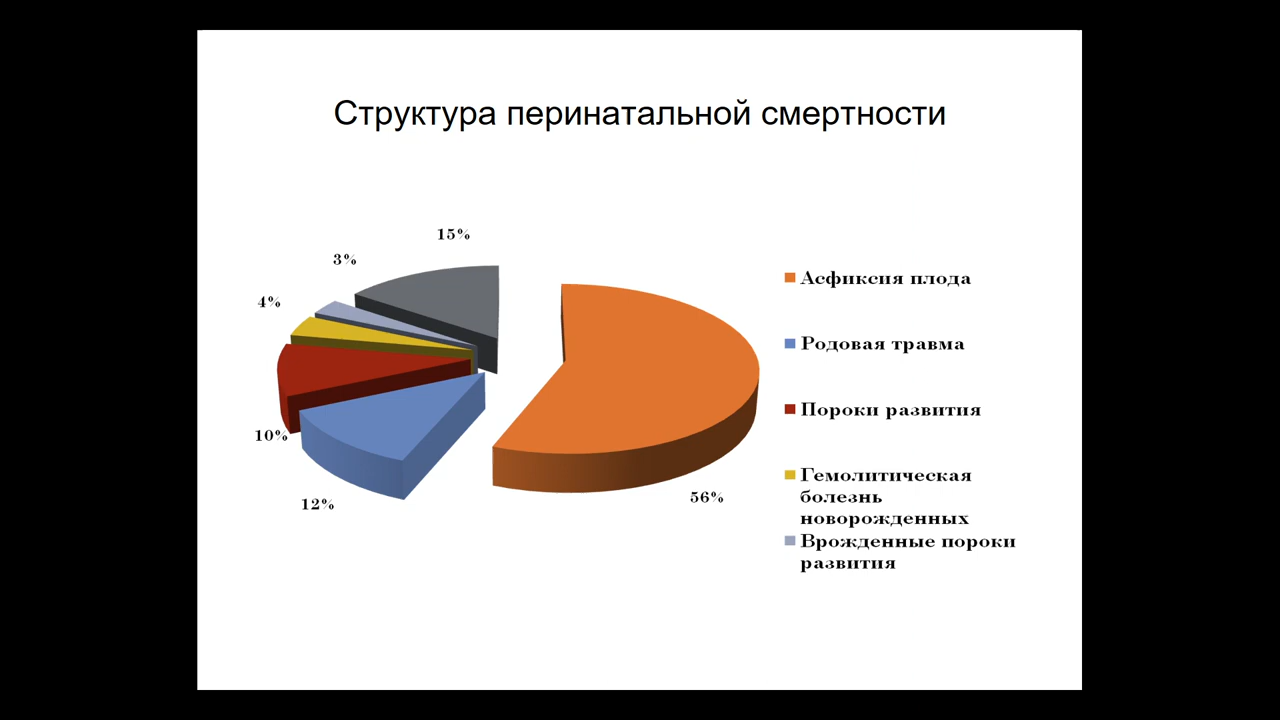 Структура перинатальной смертности
15%
3%
4%
10%
12%
56%
Асфиксия плода
Родовая травма
Пороки развития
Гемолитическая
болезнь
новорожденных
Врожденные пороки
развития